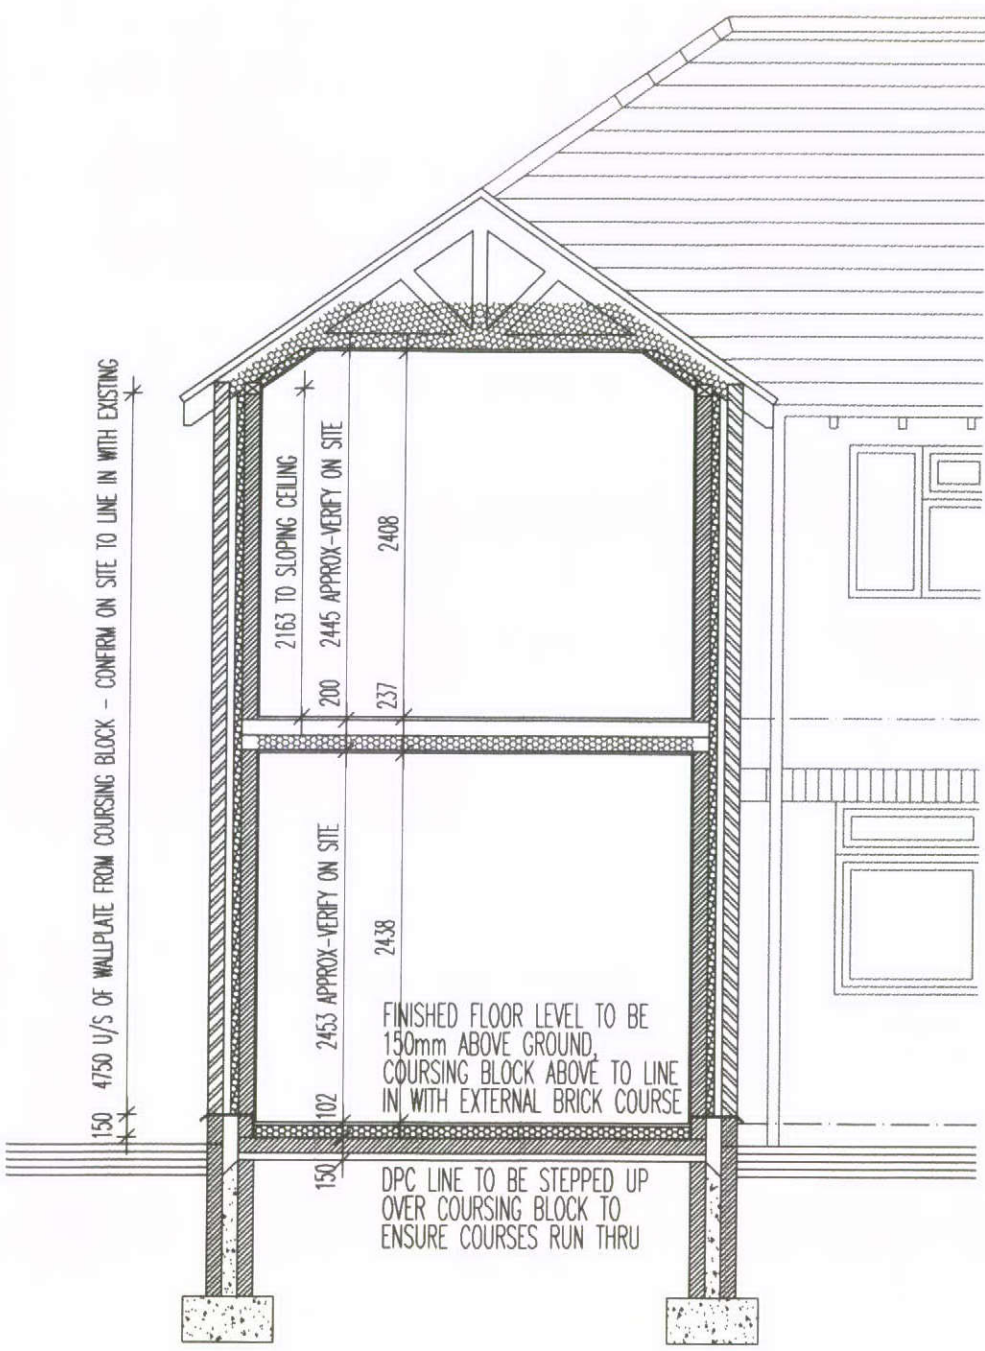 150 4750 U/S OF WALLPLATE FROM COURSING BLOCK - CONFIRM ON SITE TO LINE IN WITH EXISTING
2163 TO SLOPING CEILING
200 2445 APPROX-VERIFY ON SITE
237 2408
102 2453 APPROX-VERIFY ON SITE
2438
FINISHED FLOOR LEVEL TO BE
150mm ABOVE GROUND,
COURSING BLOCK ABOVE TO LINE
IN WITH EXTERNAL BRICK COURSE
150
DPC LINE TO BE STEPPED UP
OVER COURSING BLOCK TO
ENSURE COURSES RUN THRU